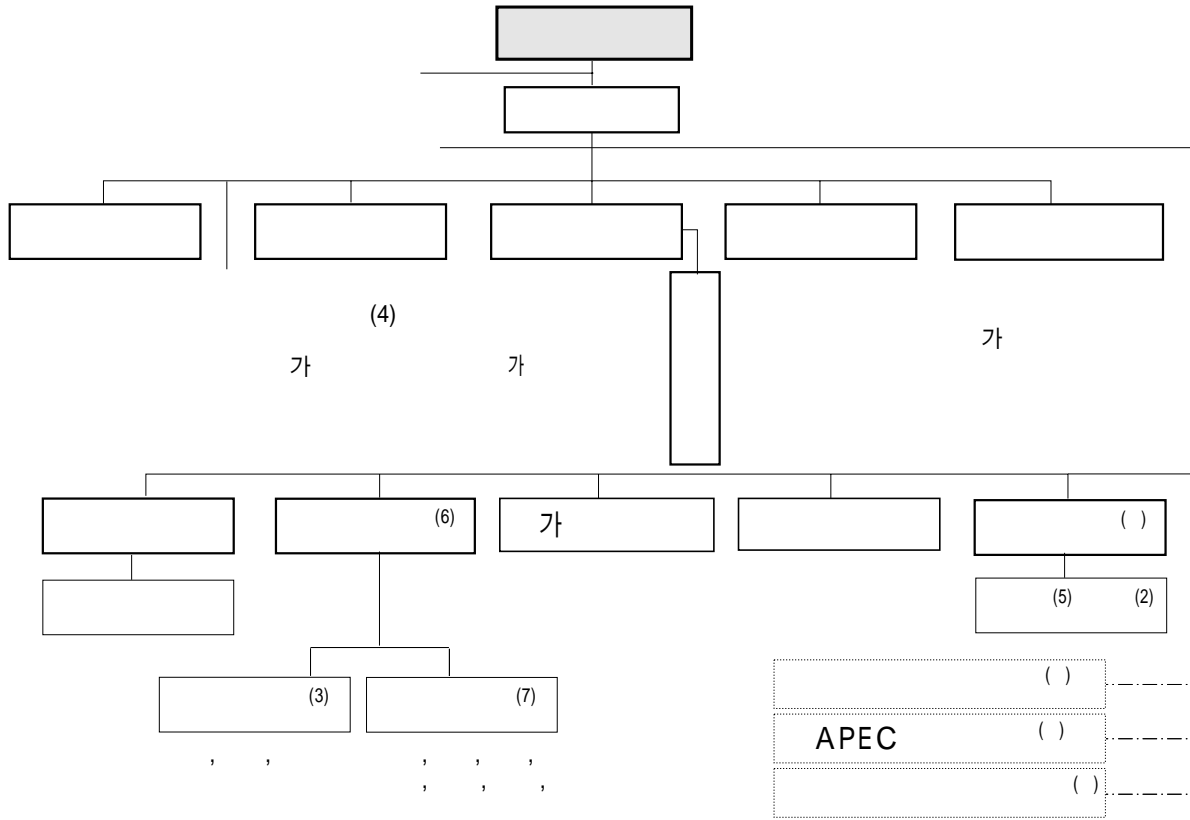 (4)
가
가 가
(6) 가 ( )
(5) (2)
( )
(3) (7)
APEC ( )
, , , , ,
, , ,
( )